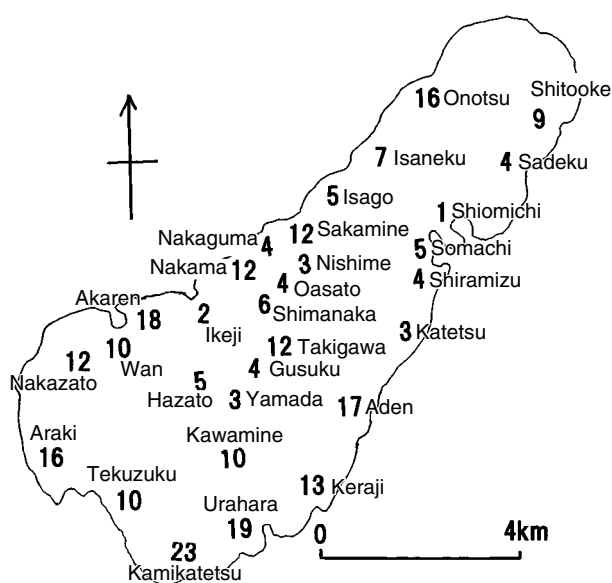 Shitooke
16 Onotsu
9
7 Isaneku
4 Sadeku
5 Isago
1 Shiomichi
12 Sakamine
Nakaguma
4
5 Somachi
Nakama 12
3 Nishime
4 Shiramizu
4
Oasato
Akaren
18
2
Ikeji
6
Shimanaka
3 Katetsu
10
Wan
12 Takigawa
12
Nakazato
4 Gusuku
5
Hazato
3 Yamada
17 Aden
Araki
16
Kawamine
10
Tekuzuku
10
13 Keraji
Urahara
19
0 4km
23
Kamikatetsu